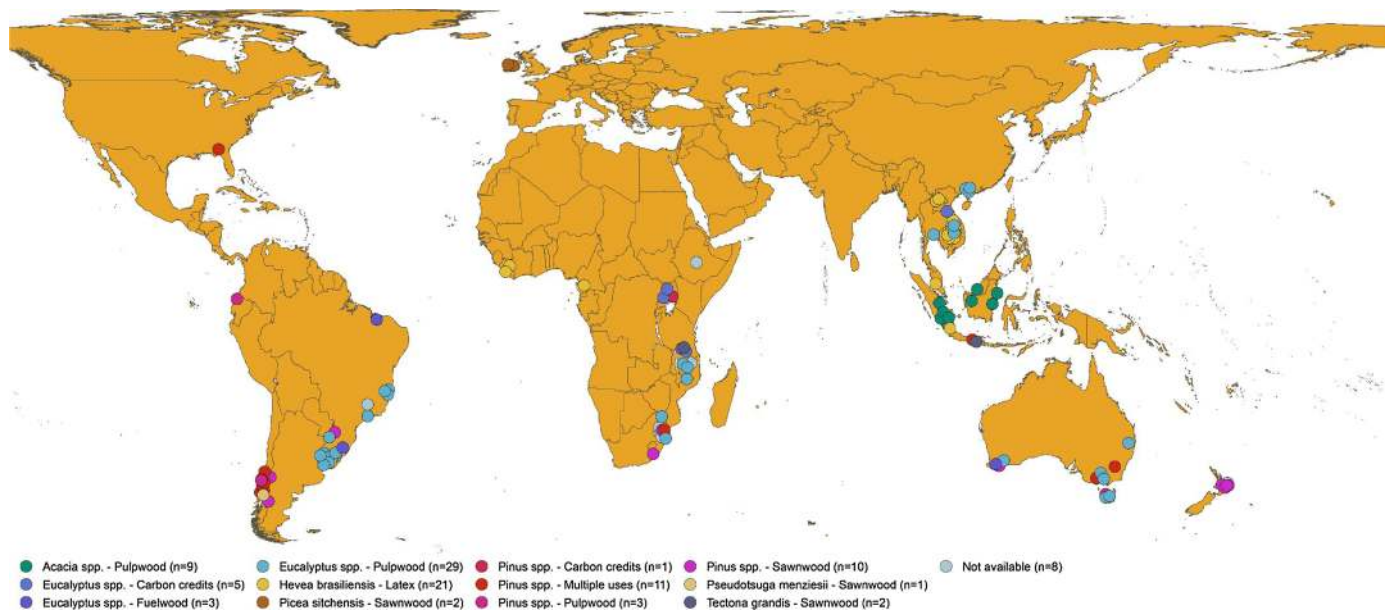 Acacia spp. - Pulpwood (n=9)
Eucalyptus spp. - Pulpwood (n=29)
Pinus spp. - Carbon credits (n=1)
Pinus spp. - Sawnwood (n=10)
Not available (n=8)
Eucalyptus spp. - Carbon credits (n=5)
Hevea brasiliensis - Latex (n=21)
Pinus spp. - Multiple uses (n=11)
Pseudotsuga menziesii - Sawnwood (n=1)
Eucalyptus spp. - Fuelwood (n=3)
Picea sitchensis - Sawnwood (n=2)
Pinus spp. - Pulpwood (n=3)
Tectona grandis - Sawnwood (n=2)